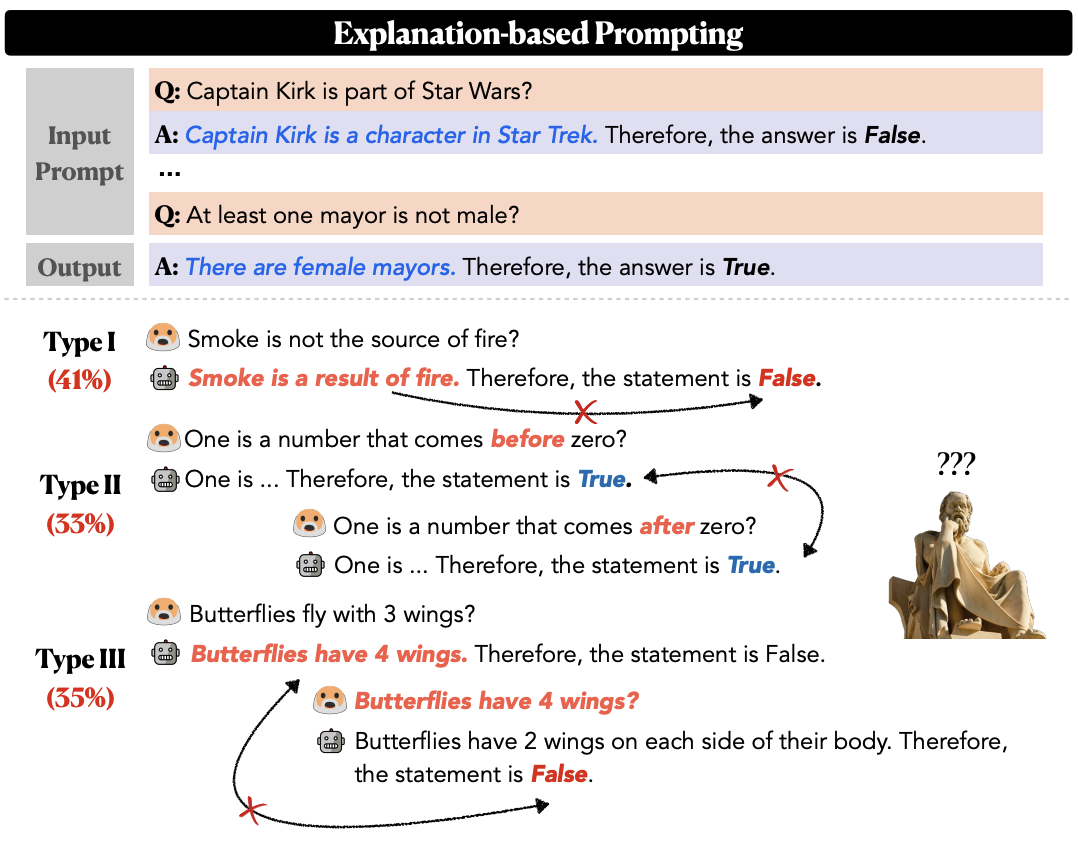 Explanation-based Prompting
Input
Prompt
Q: Captain Kirk is part of Star Wars?
A: Captain Kirk is a character in Star Trek. Therefore, the answer is False.
...
Q: At least one mayor is not male?
Output
A: There are female mayors. Therefore, the answer is True.
Type I
(41%)
Smoke is not the source of fire?
Smoke is a result of fire. Therefore, the statement is False.
Type II
(33%)
One is a number that comes before zero?
One is ... Therefore, the statement is True.
One is a number that comes after zero?
One is ... Therefore, the statement is True.
???
Type III
(35%)
Butterflies fly with 3 wings?
Butterflies have 4 wings. Therefore, the statement is False.
Butterflies have 4 wings?
Butterflies have 2 wings on each side of their body. Therefore,
the statement is False.